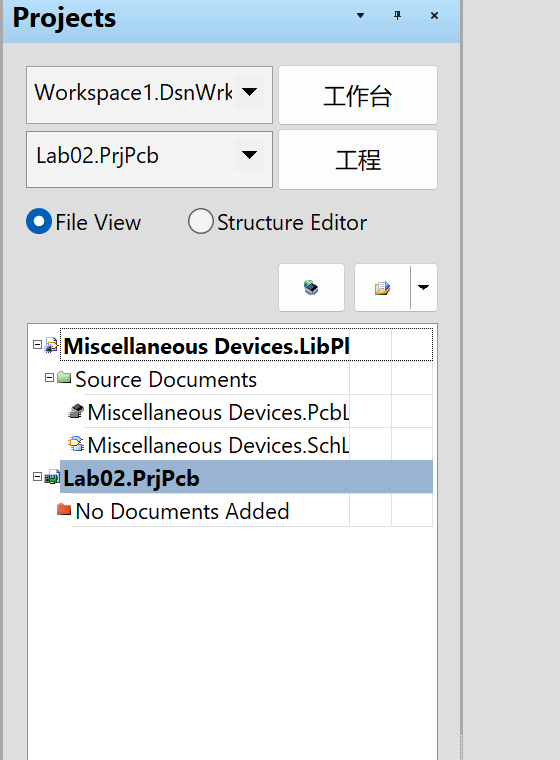 Projects
Workspace1.DsnWrk
工作台
Lab02.PrjPcb
工程
File View
Structure Editor
Miscellaneous Devices.LibPl
Source Documents
Miscellaneous Devices.PcbL
Miscellaneous Devices.SchL
Lab02.PrjPcb
No Documents Added